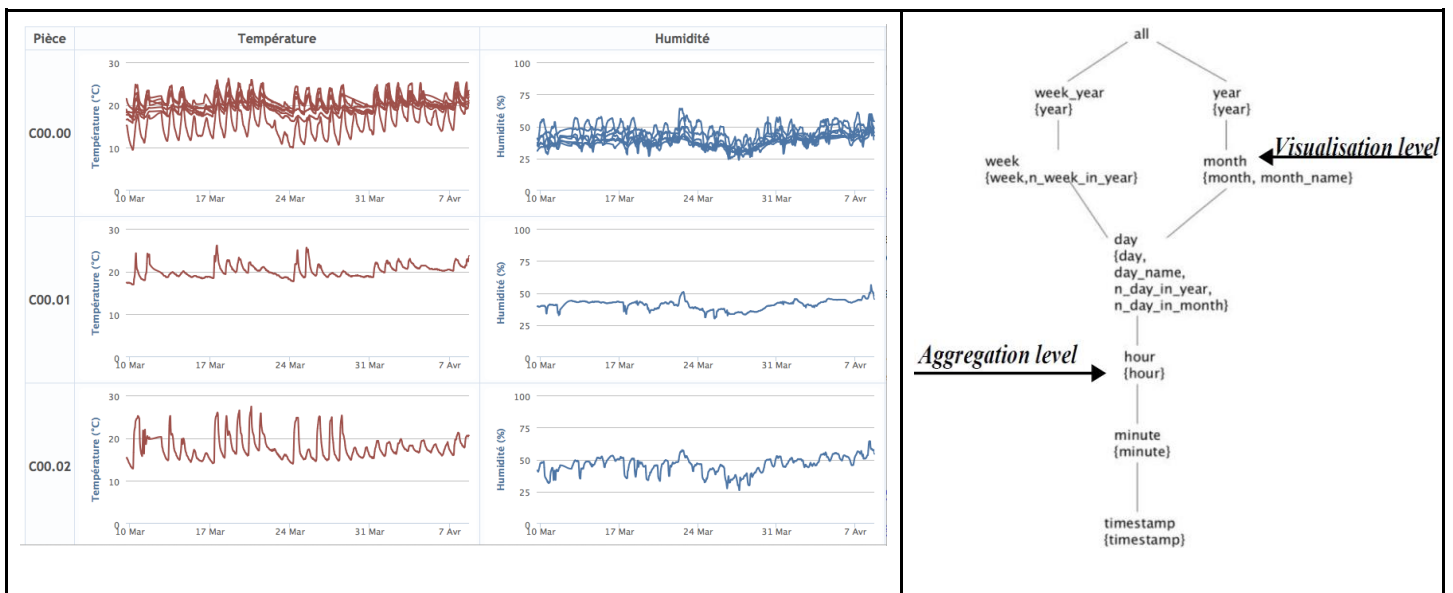 Pièce Température Humidité
C00.00
Température (°C)
30
20
10
0
10 Mar 17 Mar 24 Mar 31 Mar 7 Avr
Humidité (%)
100
75
50
25
0
10 Mar 17 Mar 24 Mar 31 Mar 7 Avr
C00.01
Température (°C)
30
20
10
0
10 Mar 17 Mar 24 Mar 31 Mar 7 Avr
Humidité (%)
100
75
50
25
0
10 Mar 17 Mar 24 Mar 31 Mar 7 Avr
C00.02
Température (°C)
30
20
10
0
10 Mar 17 Mar 24 Mar 31 Mar 7 Avr
Humidité (%)
100
75
50
25
0
10 Mar 17 Mar 24 Mar 31 Mar 7 Avr
all
week_year
{year}
year
{year}
week
{week,n_week_in_year}
month
{month, month_name}
Visualisation level
day
{day,
day_name,
n_day_in_year,
n_day_in_month}
Aggregation level
hour
{hour}
minute
{minute}
timestamp
{timestamp}